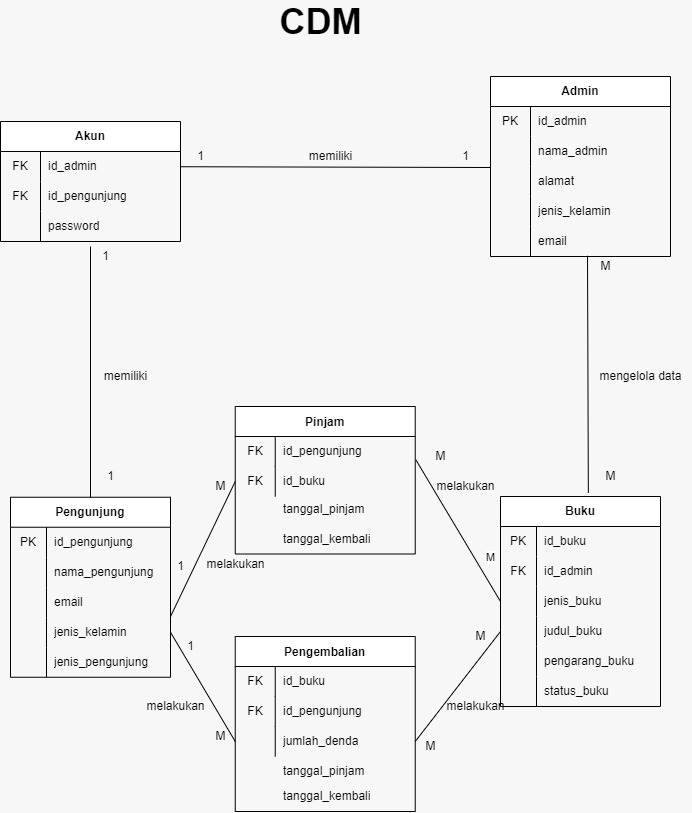 CDM
Admin
PK id_admin
nama_admin
alamat
jenis_kelamin
email
Akun
FK id_admin
FK id_pengunjung
password
1 memiliki 1
1
memiliki
1
M
mengelola data
M
Pinjam
FK id_pengunjung
FK id_buku
tanggal_pinjam
tanggal_kembali
M
melakukan
M
M
1 melakukan
Pengunjung
PK id_pengunjung
nama_pengunjung
email
jenis_kelamin
jenis_pengunjung
Buku
PK id_buku
FK id_admin
jenis_buku
judul_buku
pengarang_buku
status_buku
1
melakukan
M
M
melakukan
M
Pengembalian
FK id_buku
FK id_pengunjung
jumlah_denda
tanggal_pinjam
tanggal_kembali